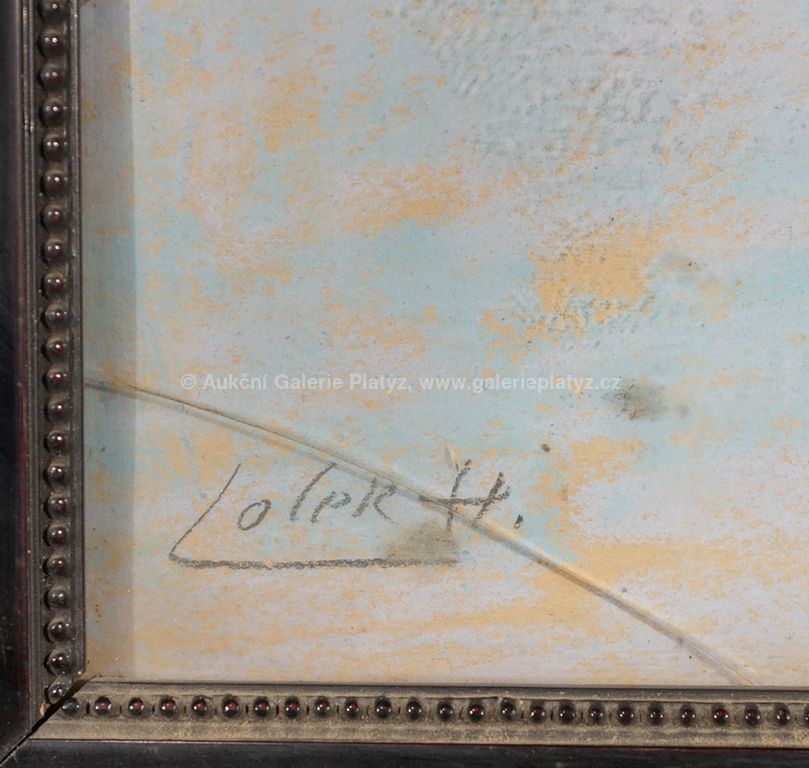 © Aukční Galerie Platýz, www.galerieplatyz.cz
Lolek H.